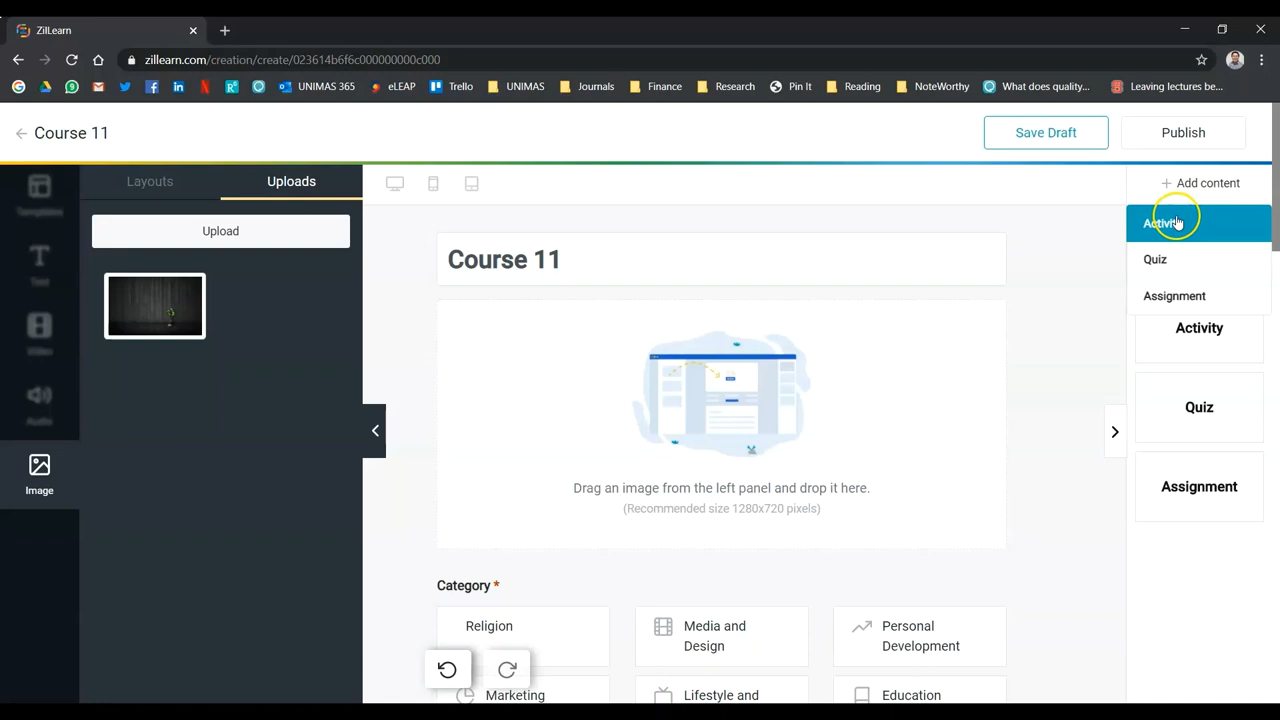 ZilLearn
zillearn.com/creation/create/023614b6f6c000000000c000
UNIMAS 365
eLEAP
Trello
UNIMAS
Journals
Finance
Research
Pin It
Reading
NoteWorthy
What does quality...
Leaving lectures be...
Course 11
Save Draft
Publish
Templates
Text
Video
Audio
Image
Layouts
Uploads
Upload
Course 11
Drag an image from the left panel and drop it here.
(Recommended size 1280x720 pixels)
Category *
Religion
Media and
Design
Personal
Development
Marketing
Lifestyle and
Education
+ Add content
Activity
Quiz
Assignment
Activity
Quiz
Assignment